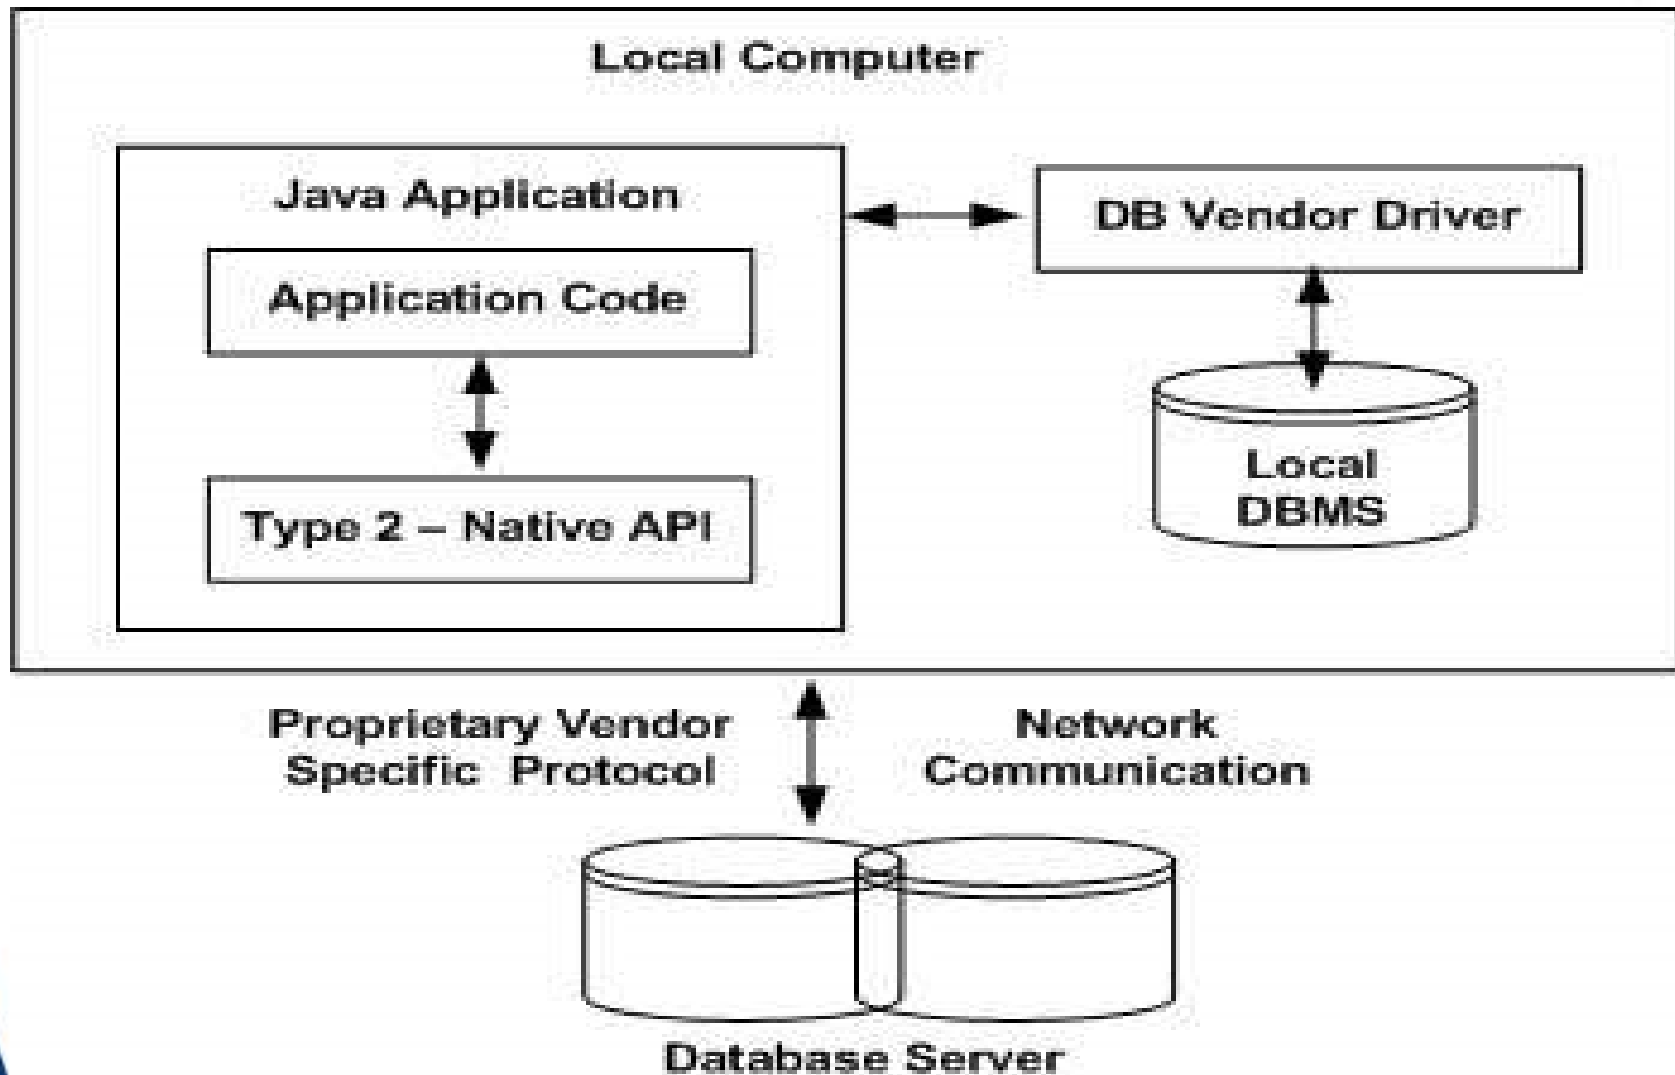 Local Computer
Java Application
DB Vendor Driver
Application Code
Type 2 – Native API
Local
DBMS
Proprietary Vendor
Specific Protocol
Network
Communication
Database Server